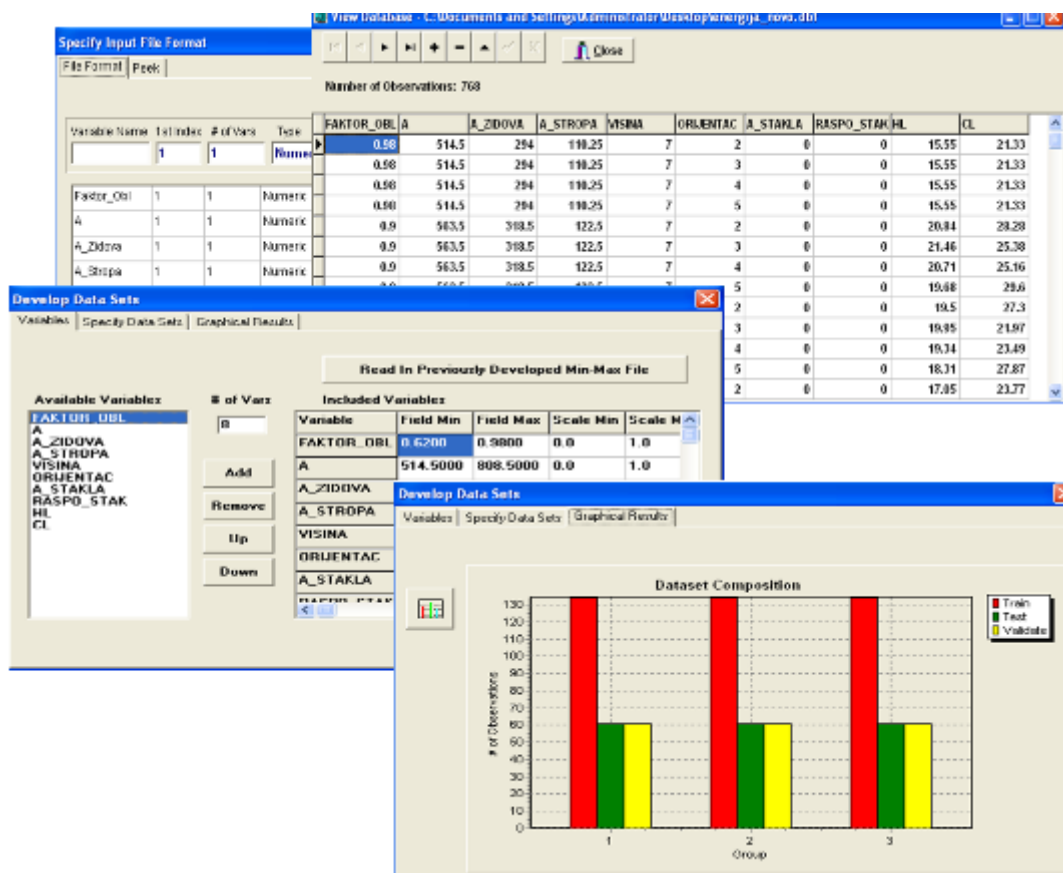 View Database - C:\Documents and Settings\Administrator\Desktop\energija_novo.dbf
Close
Number of Observations: 768
FAKTOR_OBL A A_ZIDOVA A_STROPA VISINA ORIJENTAC A_STAKLA RASPO_STAK HL CL
0.98 514.5 294 110.25 7 2 0 0 15.55 21.33
0.98 514.5 294 110.25 7 3 0 0 15.55 21.33
0.98 514.5 294 110.25 7 4 0 0 15.55 21.33
0.98 514.5 294 110.25 7 5 0 0 15.55 21.33
0.9 563.5 318.5 122.5 7 2 0 0 20.84 28.28
0.9 563.5 318.5 122.5 7 3 0 0 21.46 25.38
0.9 563.5 318.5 122.5 7 4 0 0 20.71 25.16
5 0 0 19.68 29.6
2 0 0 19.5 27.3
3 0 0 19.95 21.97
4 0 0 19.34 23.49
5 0 0 18.31 27.87
2 0 0 17.05 23.77
Specify Input File Format
File Format Peek
Variable Name 1st Index # of Vars Type
1 1 Numeri
Faktor_Obl 1 1 Numeric
A 1 1 Numeric
A_Zidova 1 1 Numeric
A_Stropa 1 1 Numeric
Develop Data Sets
Variables Specify Data Sets Graphical Results
Read In Previously Developed Min-Max File
Available Variables # of Vars Included Variables
FAKTOR_OBL
A
A_ZIDOVA
A_STROPA
VISINA
ORIJENTAC
A_STAKLA
RASPO_STAK
HL
CL
8
Add
Remove
Up
Down
Variable Field Min Field Max Scale Min Scale M
FAKTOR_OBL 0.6200 0.9800 0.0 1.0
A 514.5000 808.5000 0.0 1.0
A_ZIDOVA
A_STROPA
VISINA
ORIJENTAC
A_STAKLA
RASPO_STAK
Develop Data Sets
Variables Specify Data Sets Graphical Results
Dataset Composition
# of Observations
130
120
110
100
90
80
70
60
50
40
30
20
10
0
1 2 3
Group
Train
Test
Validate